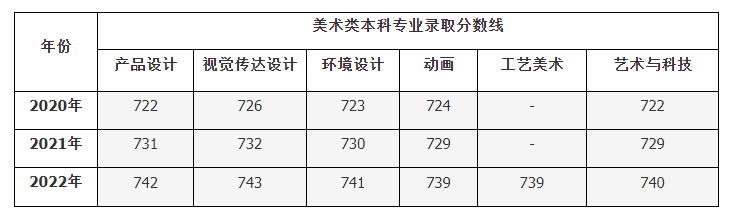 年份 美术类本科专业录取分数线
产品设计 视觉传达设计 环境设计 动画 工艺美术 艺术与科技
2020年 722 726 723 724 - 722
2021年 731 732 730 729 - 729
2022年 742 743 741 739 739 740